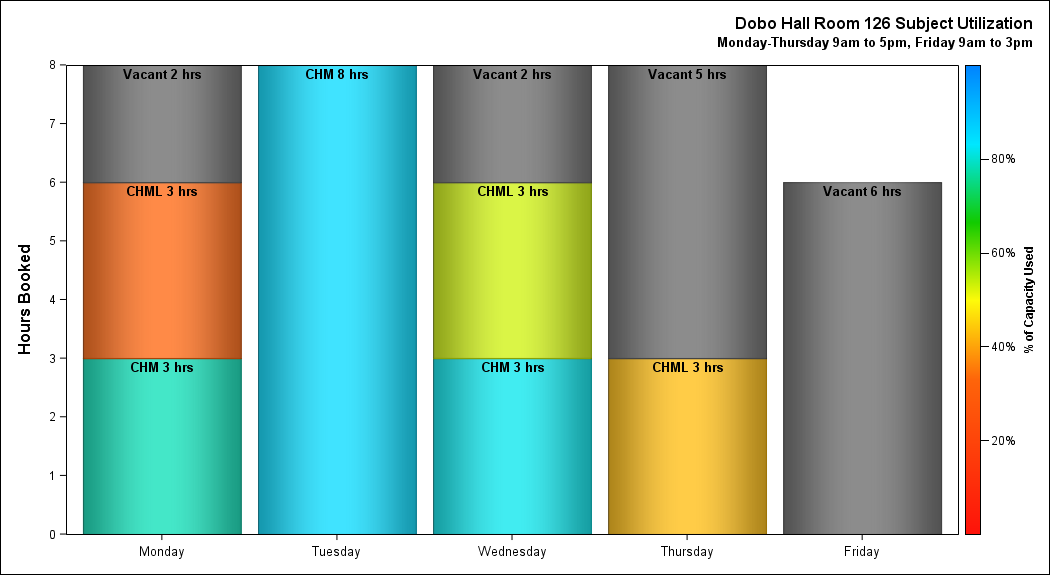 Dobo Hall Room 126 Subject Utilization
Monday-Thursday 9am to 5pm, Friday 9am to 3pm
Hours Booked
8
7
6
5
4
3
2
1
0
Vacant 2 hrs
CHML 3 hrs
CHM 3 hrs
CHM 8 hrs
Vacant 2 hrs
CHML 3 hrs
CHM 3 hrs
Vacant 5 hrs
CHML 3 hrs
Vacant 6 hrs
Monday
Tuesday
Wednesday
Thursday
Friday
80%
60%
40%
20%
% of Capacity Used